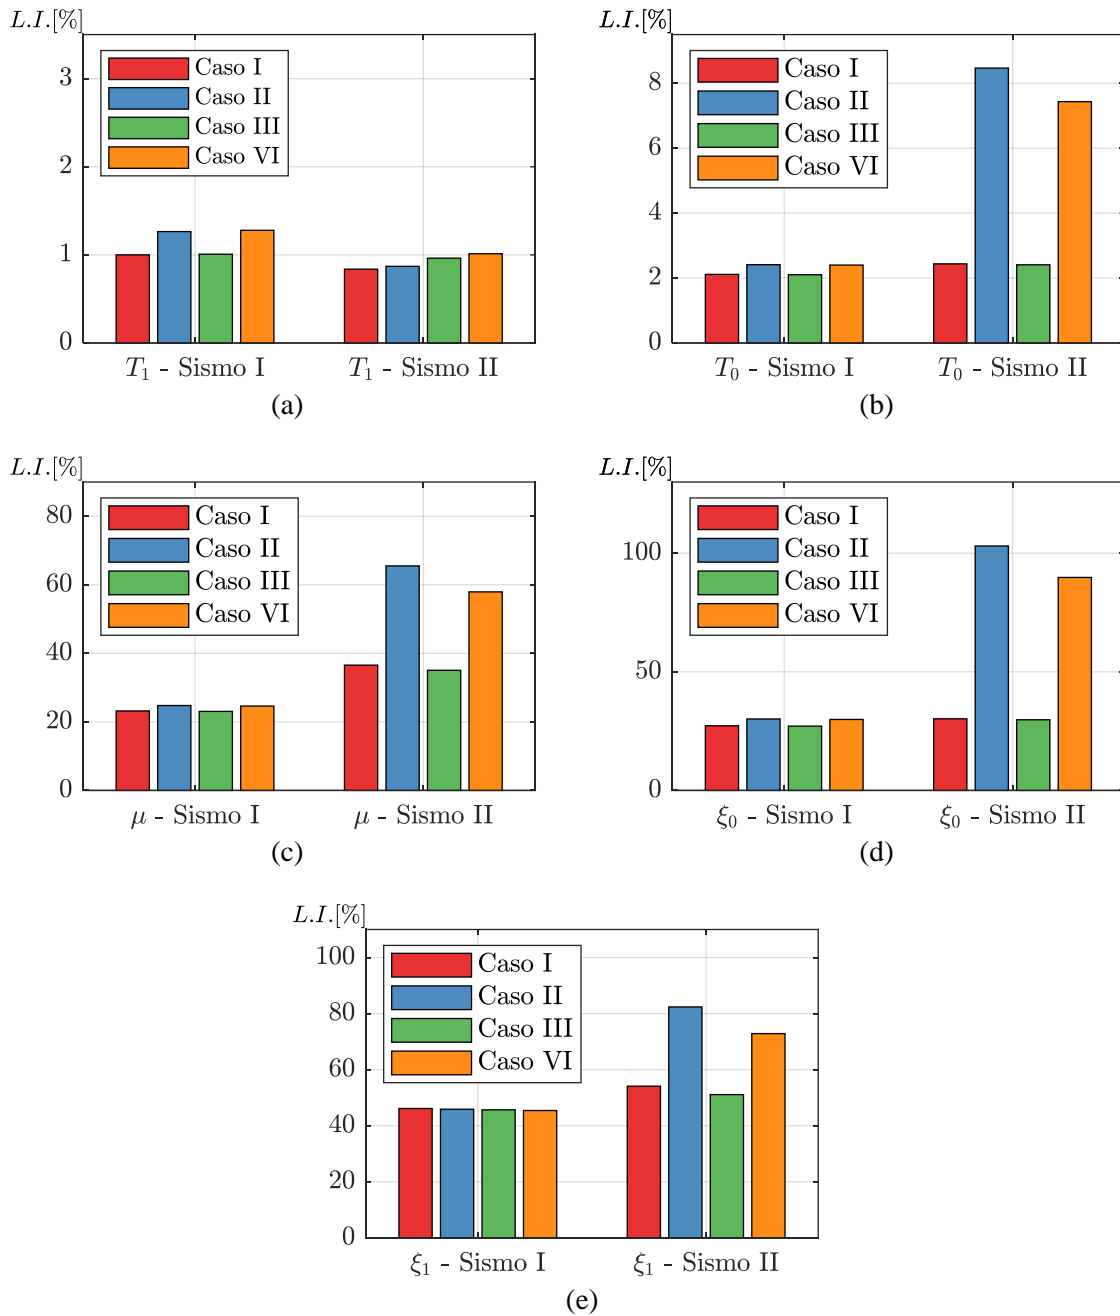 L.I.[%]
3
2
1
0
Caso I
Caso II
Caso III
Caso VI
T₁ - Sismo I
T₁ - Sismo II
(a)
L.I.[%]
8
6
4
2
0
Caso I
Caso II
Caso III
Caso VI
T₀ - Sismo I
T₀ - Sismo II
(b)
L.I.[%]
80
60
40
20
0
Caso I
Caso II
Caso III
Caso VI
μ - Sismo I
μ - Sismo II
(c)
L.I.[%]
100
50
0
Caso I
Caso II
Caso III
Caso VI
ξ₀ - Sismo I
ξ₀ - Sismo II
(d)
L.I.[%]
100
80
60
40
20
0
Caso I
Caso II
Caso III
Caso VI
ξ₁ - Sismo I
ξ₁ - Sismo II
(e)